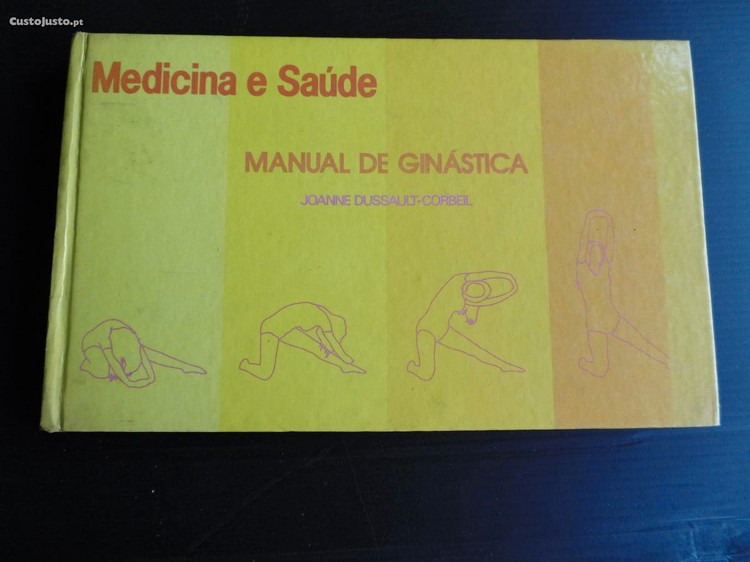 CustoJusto.pt
Medicina e Saúde
MANUAL DE GINÁSTICA
JOANNE DUSSAULT-CORBEIL